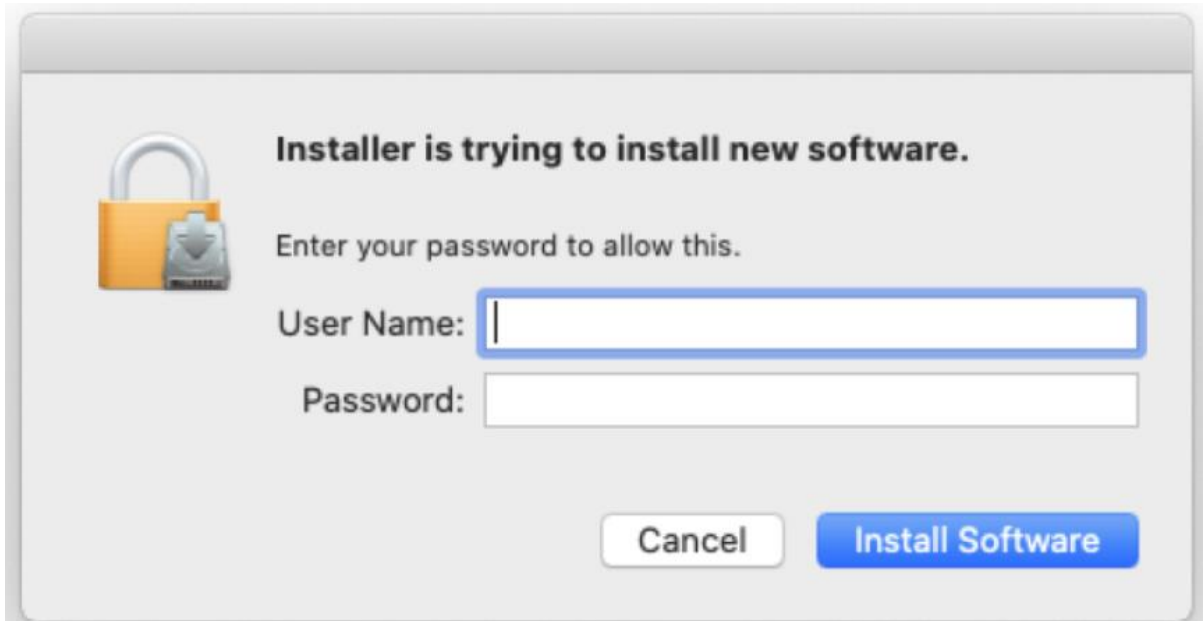 Installer is trying to install new software.
Enter your password to allow this.
User Name:
Password:
Cancel
Install Software